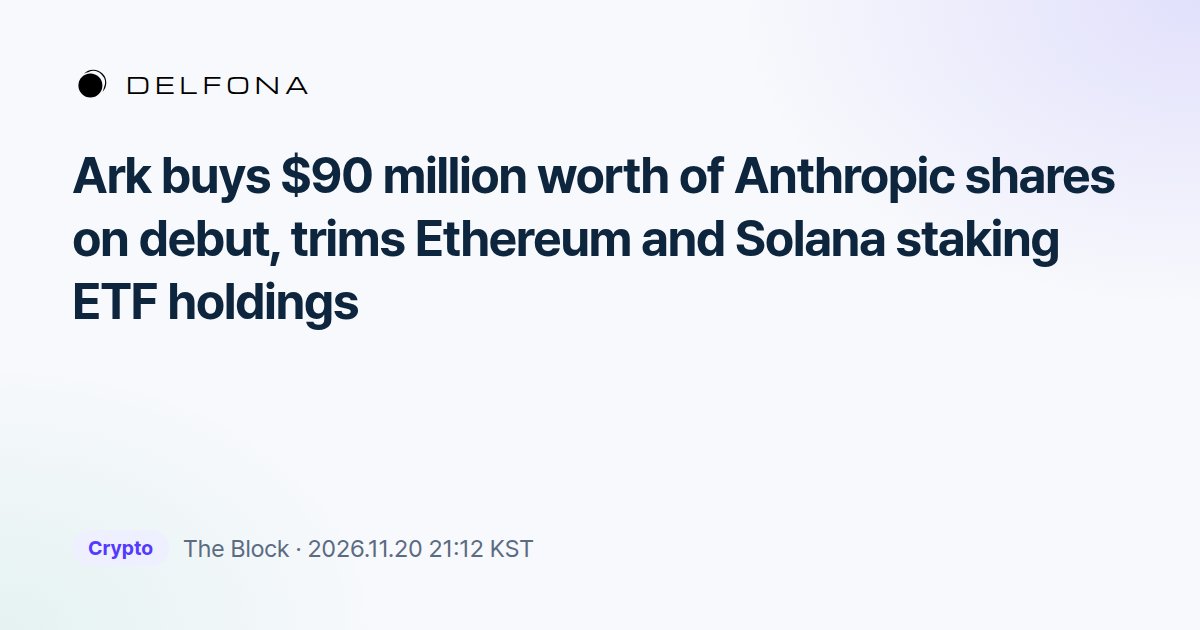 DELFONA
Ark buys $90 million worth of Anthropic shares
on debut, trims Ethereum and Solana staking
ETF holdings
Crypto The Block · 2026.11.20 21:12 KST